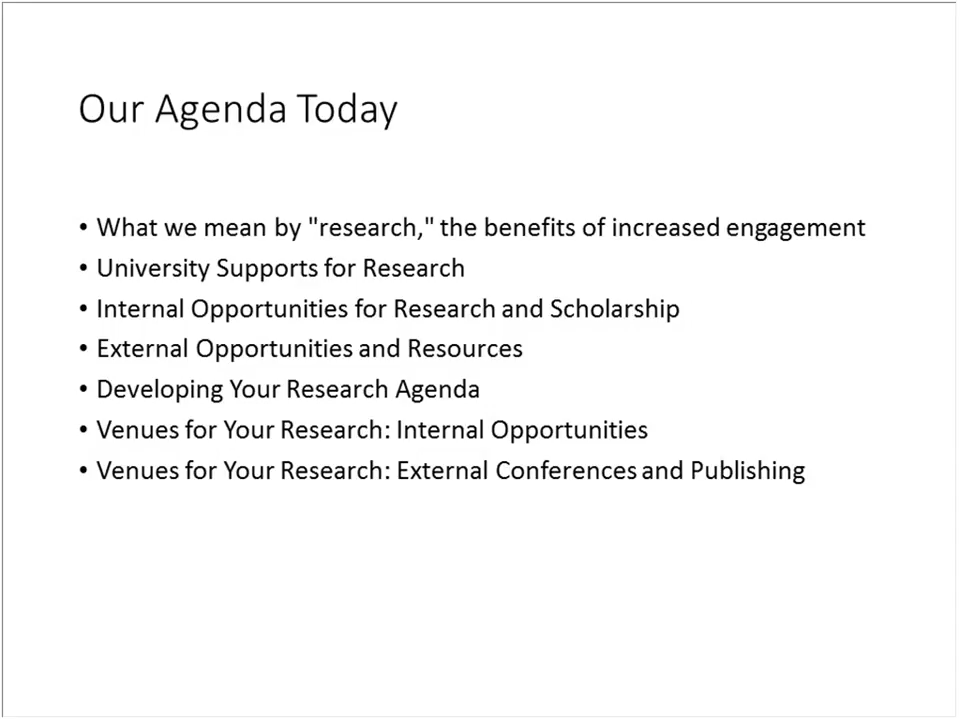 Our Agenda Today
• What we mean by "research," the benefits of increased engagement
• University Supports for Research
• Internal Opportunities for Research and Scholarship
• External Opportunities and Resources
• Developing Your Research Agenda
• Venues for Your Research: Internal Opportunities
• Venues for Your Research: External Conferences and Publishing